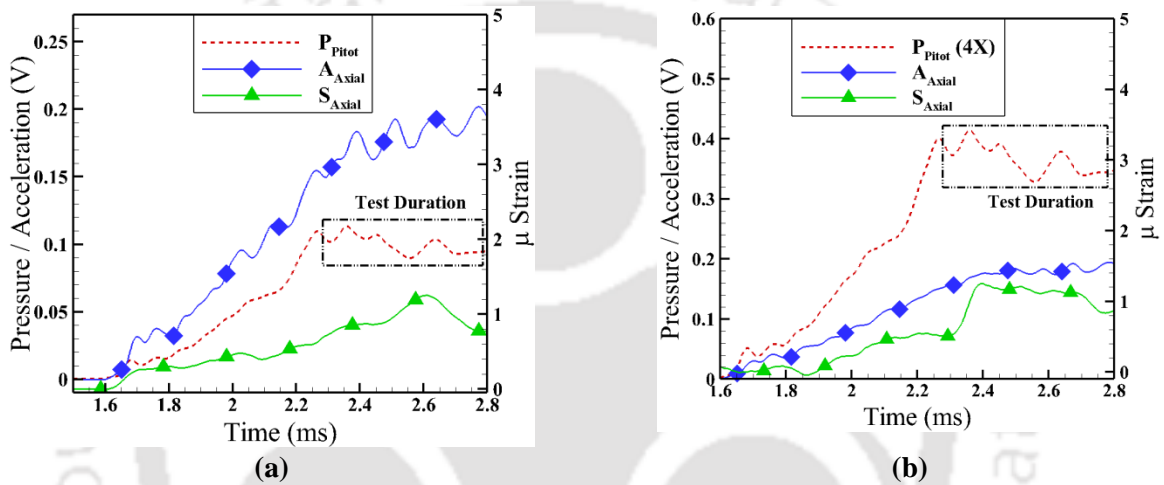 P_Pitot
A_Axial
S_Axial
Test Duration
0.25
0.2
0.15
0.1
0.05
0
Pressure / Acceleration (V)
5
4
3
2
1
0
μ Strain
1.6 1.8 2 2.2 2.4 2.6 2.8
Time (ms)
(a)
P_Pitot (4X)
A_Axial
S_Axial
Test Duration
0.6
0.5
0.4
0.3
0.2
0.1
0
Pressure / Acceleration (V)
5
4
3
2
1
0
μ Strain
1.6 1.8 2 2.2 2.4 2.6 2.8
Time (ms)
(b)